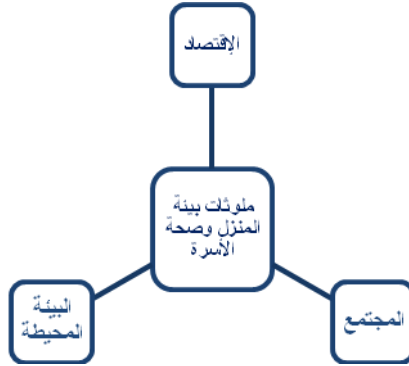 الإقتصاد
ملوثات بيئة
المنزل وصحة
الأسرة
البيئة
المحيطة
المجتمع